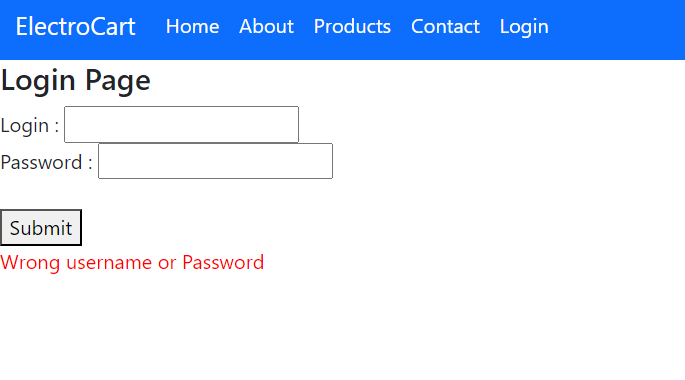 ElectroCart Home About Products Contact Login
Login Page
Login :
Password :
Submit
Wrong username or Password